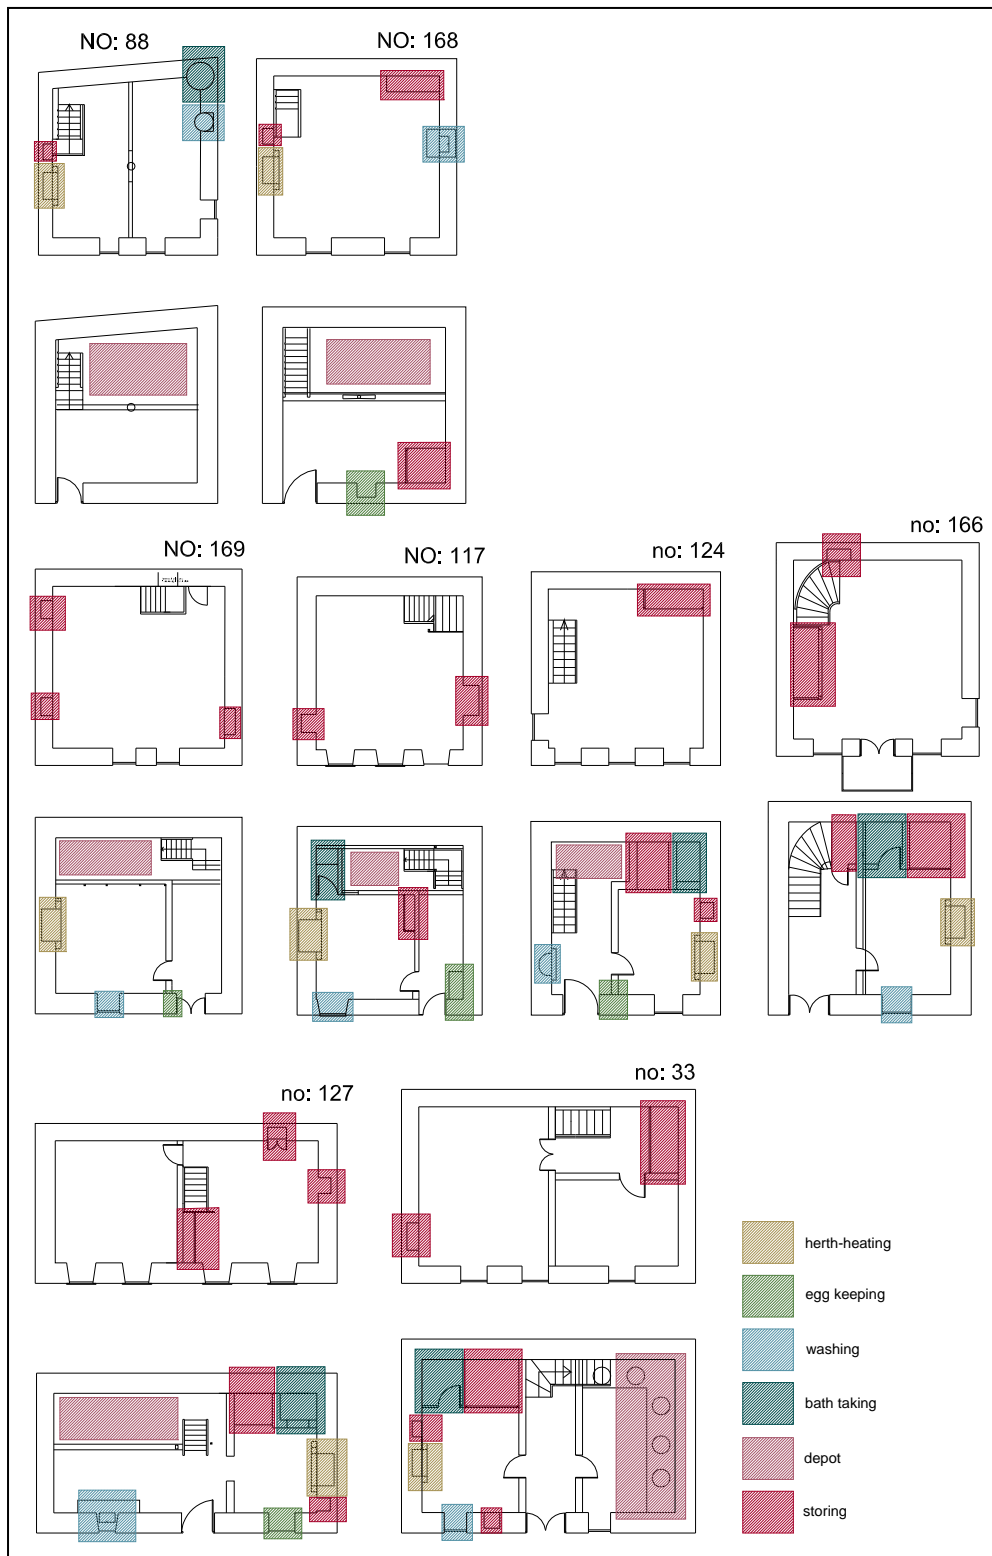 NO: 88
NO: 168
NO: 169
NO: 117
no: 124
no: 166
no: 127
no: 33
herth-heating
egg keeping
washing
bath taking
depot
storing